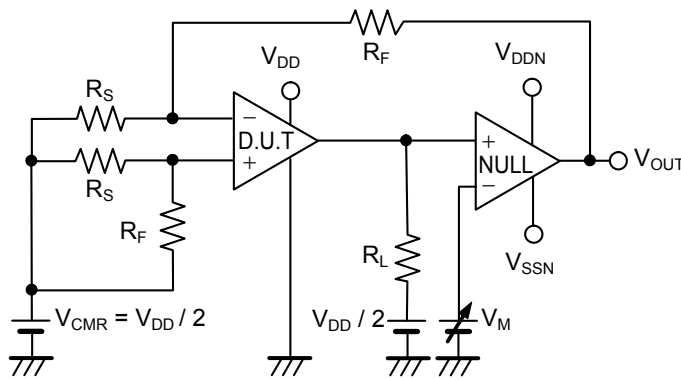 RF
VDD
VDDN
RS
− D.U.T +
+ NULL −
VOUT
RS
RF
RL
VSSN
VCMR = VDD / 2
VDD / 2
VM